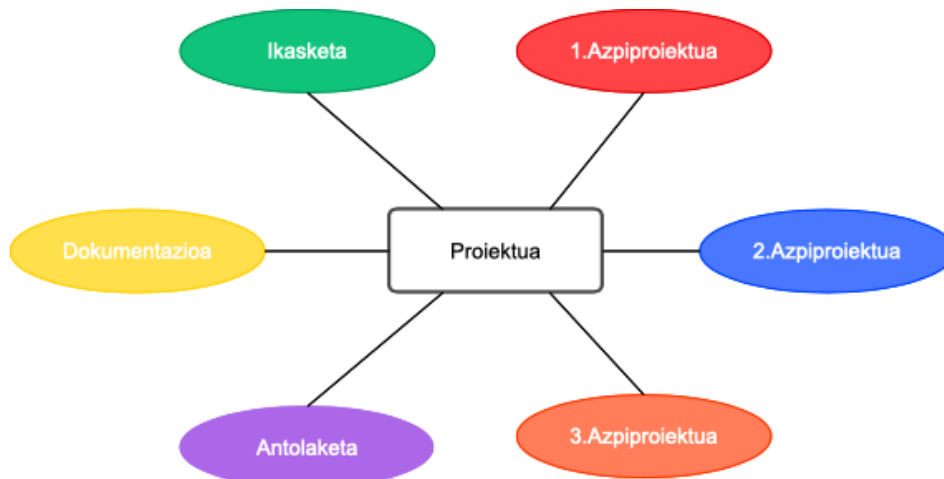 Ikasketa
1.Azpiproiektua
Dokumentazioa
Proiektua
2.Azpiproiektua
Antolaketa
3.Azpiproiektua